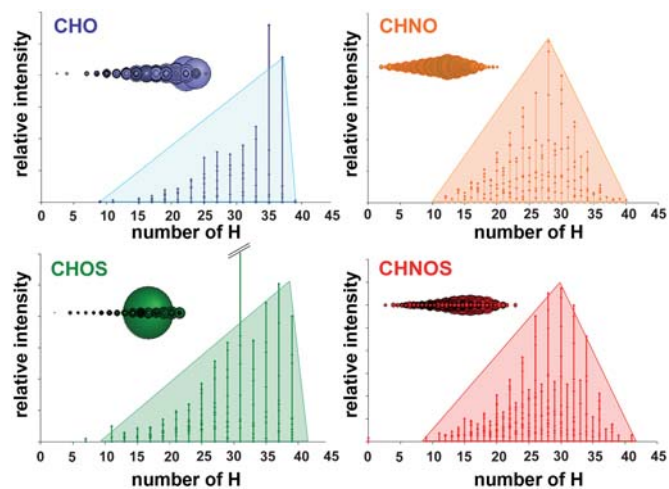 CHO
relative intensity
0 5 10 15 20 25 30 35 40 45
number of H
CHNO
relative intensity
0 5 10 15 20 25 30 35 40 45
number of H
CHOS
relative intensity
0 5 10 15 20 25 30 35 40 45
number of H
CHNOS
relative intensity
0 5 10 15 20 25 30 35 40 45
number of H